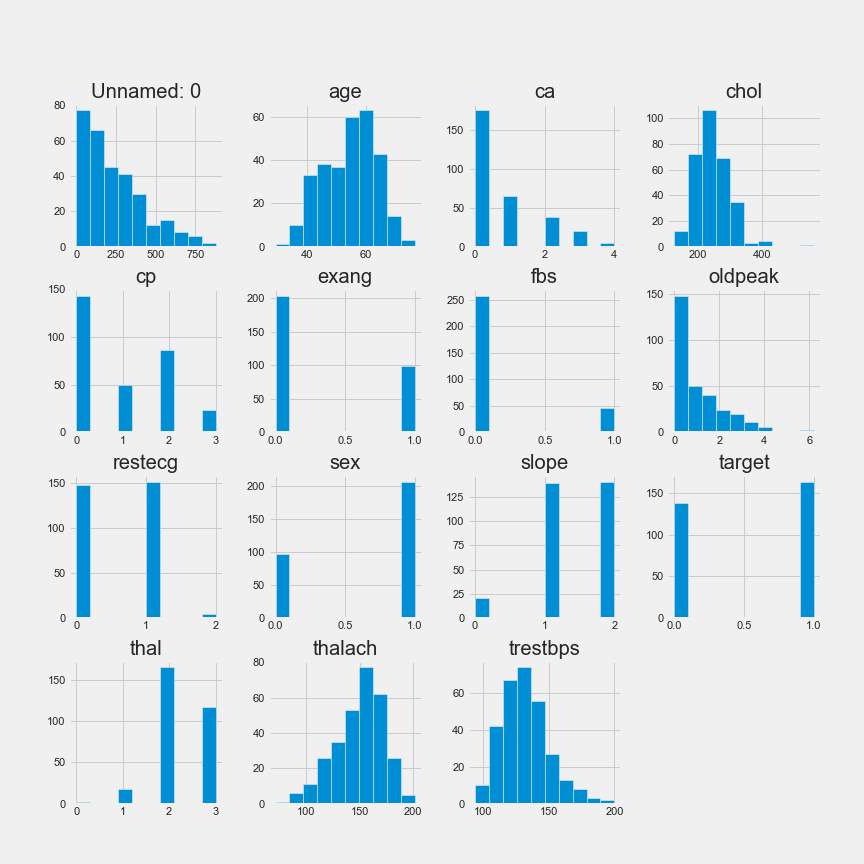 Unnamed: 0 age ca chol
80 60 40 20 0
0 250 500 750
60 40 20 0
40 60
150 100 50 0
0 2 4
100 80 60 40 20 0
200 400
cp exang fbs oldpeak
150 100 50 0
0 1 2 3
200 150 100 50 0
0.0 0.5 1.0
250 200 150 100 50 0
0.0 0.5 1.0
150 100 50 0
0 2 4 6
restecg sex slope target
150 100 50 0
0 1 2
200 150 100 50 0
0.0 0.5 1.0
125 100 75 50 25 0
0 1 2
150 100 50 0
0.0 0.5 1.0
thal thalach trestbps
150 100 50 0
0 1 2 3
80 60 40 20 0
100 150 200
60 40 20 0
100 150 200